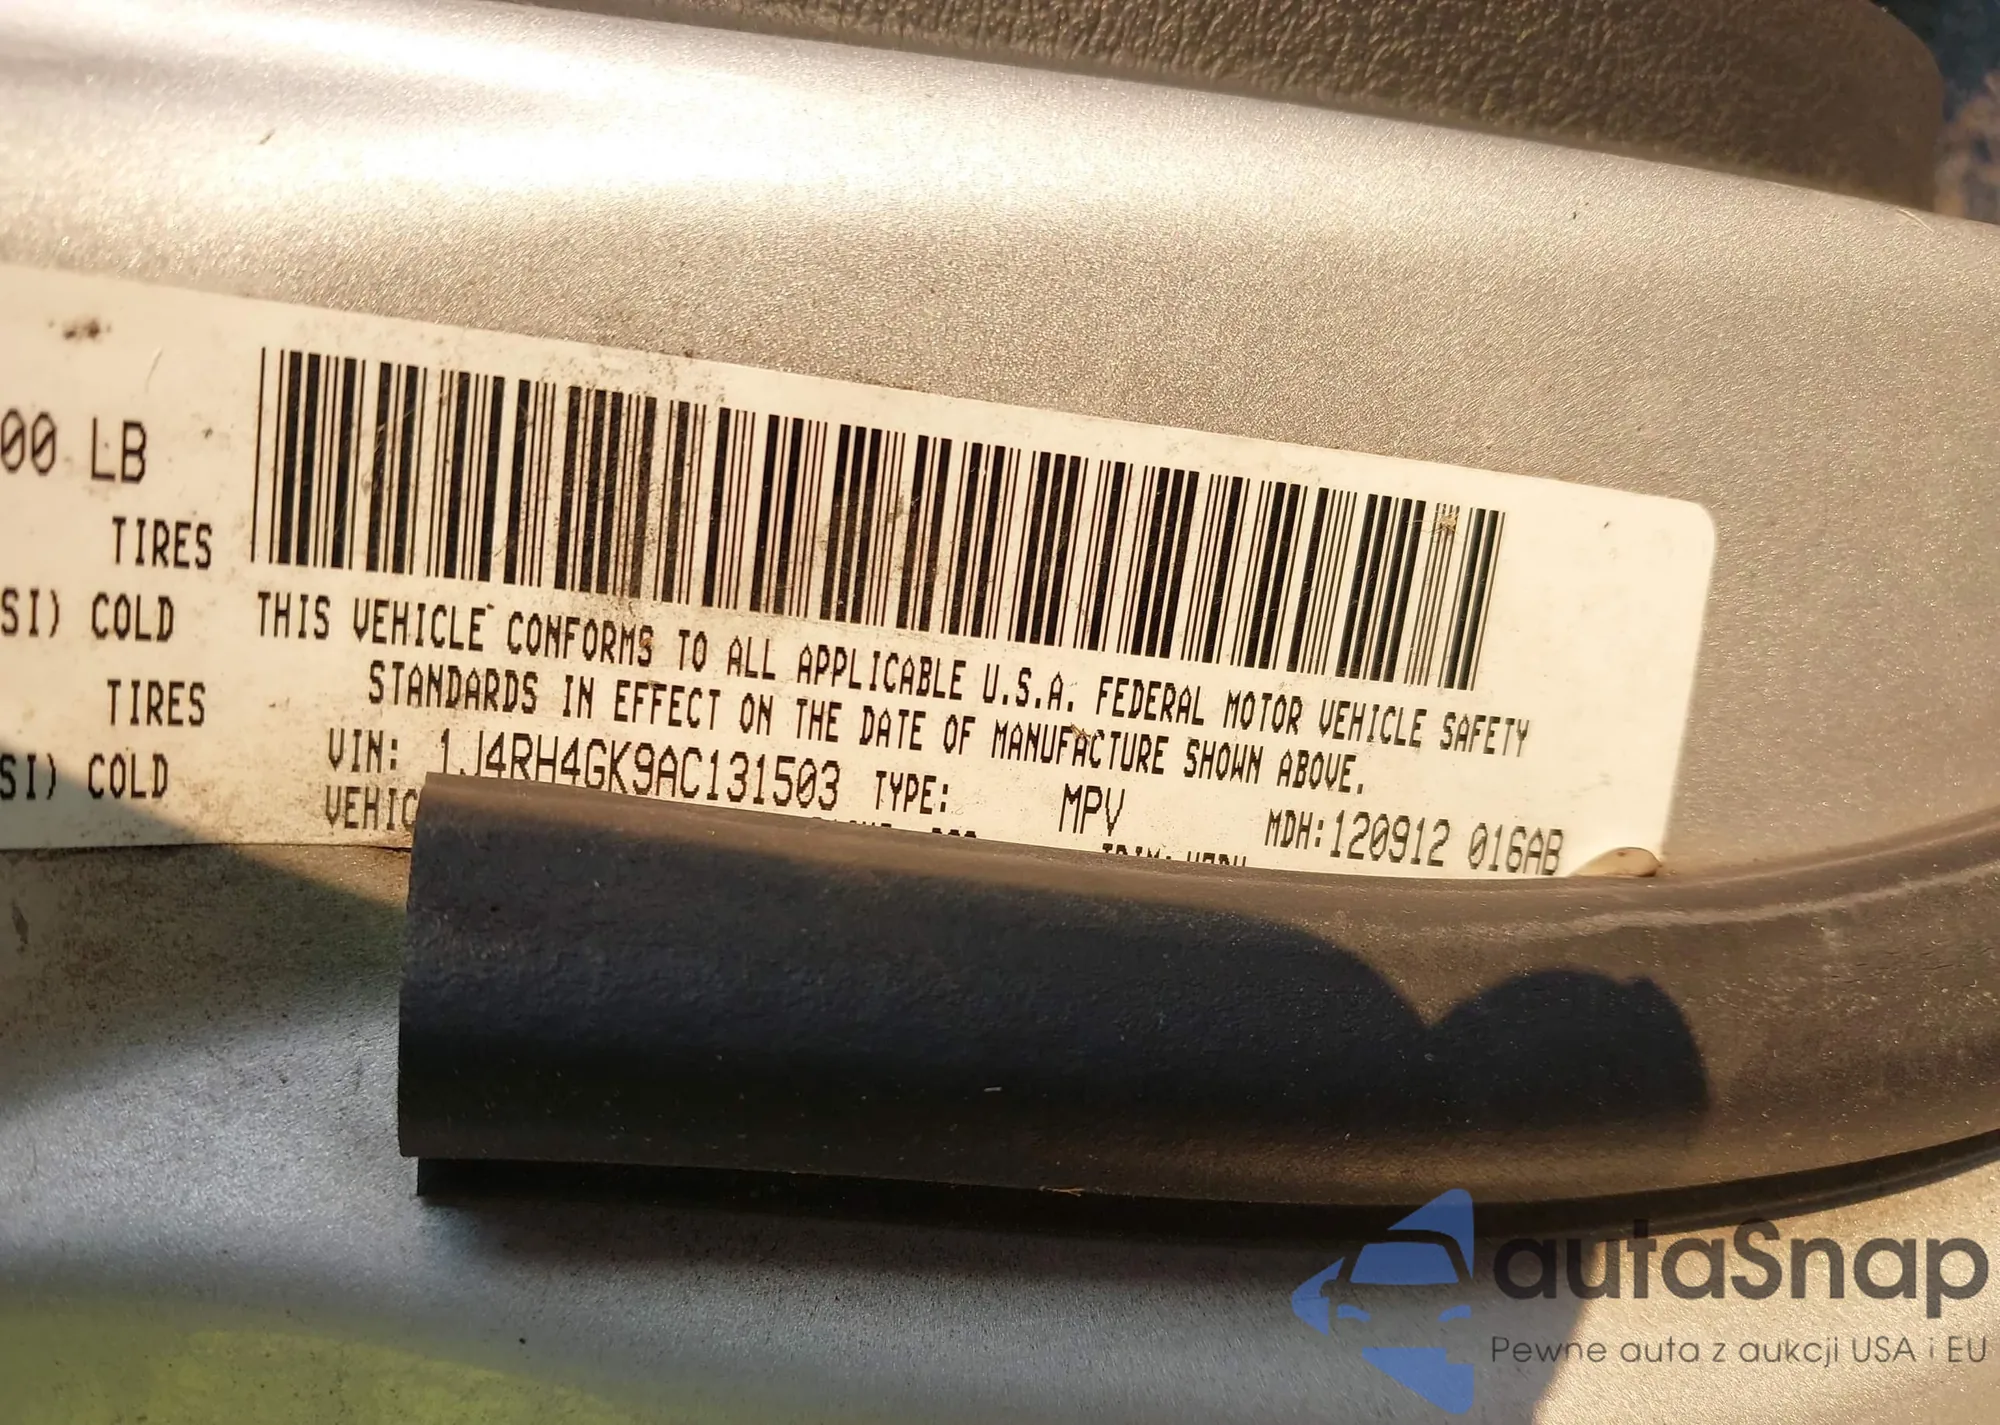 00 LB
TIRES
SI) COLD
TIRES
SI) COLD
THIS VEHICLE CONFORMS TO ALL APPLICABLE U.S.A. FEDERAL MOTOR VEHICLE SAFETY
STANDARDS IN EFFECT ON THE DATE OF MANUFACTURE SHOWN ABOVE.
VIN: 1J4RH4GK9AC131503 TYPE: MPV MDH:120912 016AB
VEHIC
autaSnap
Pewne auta z aukcji USA i EU